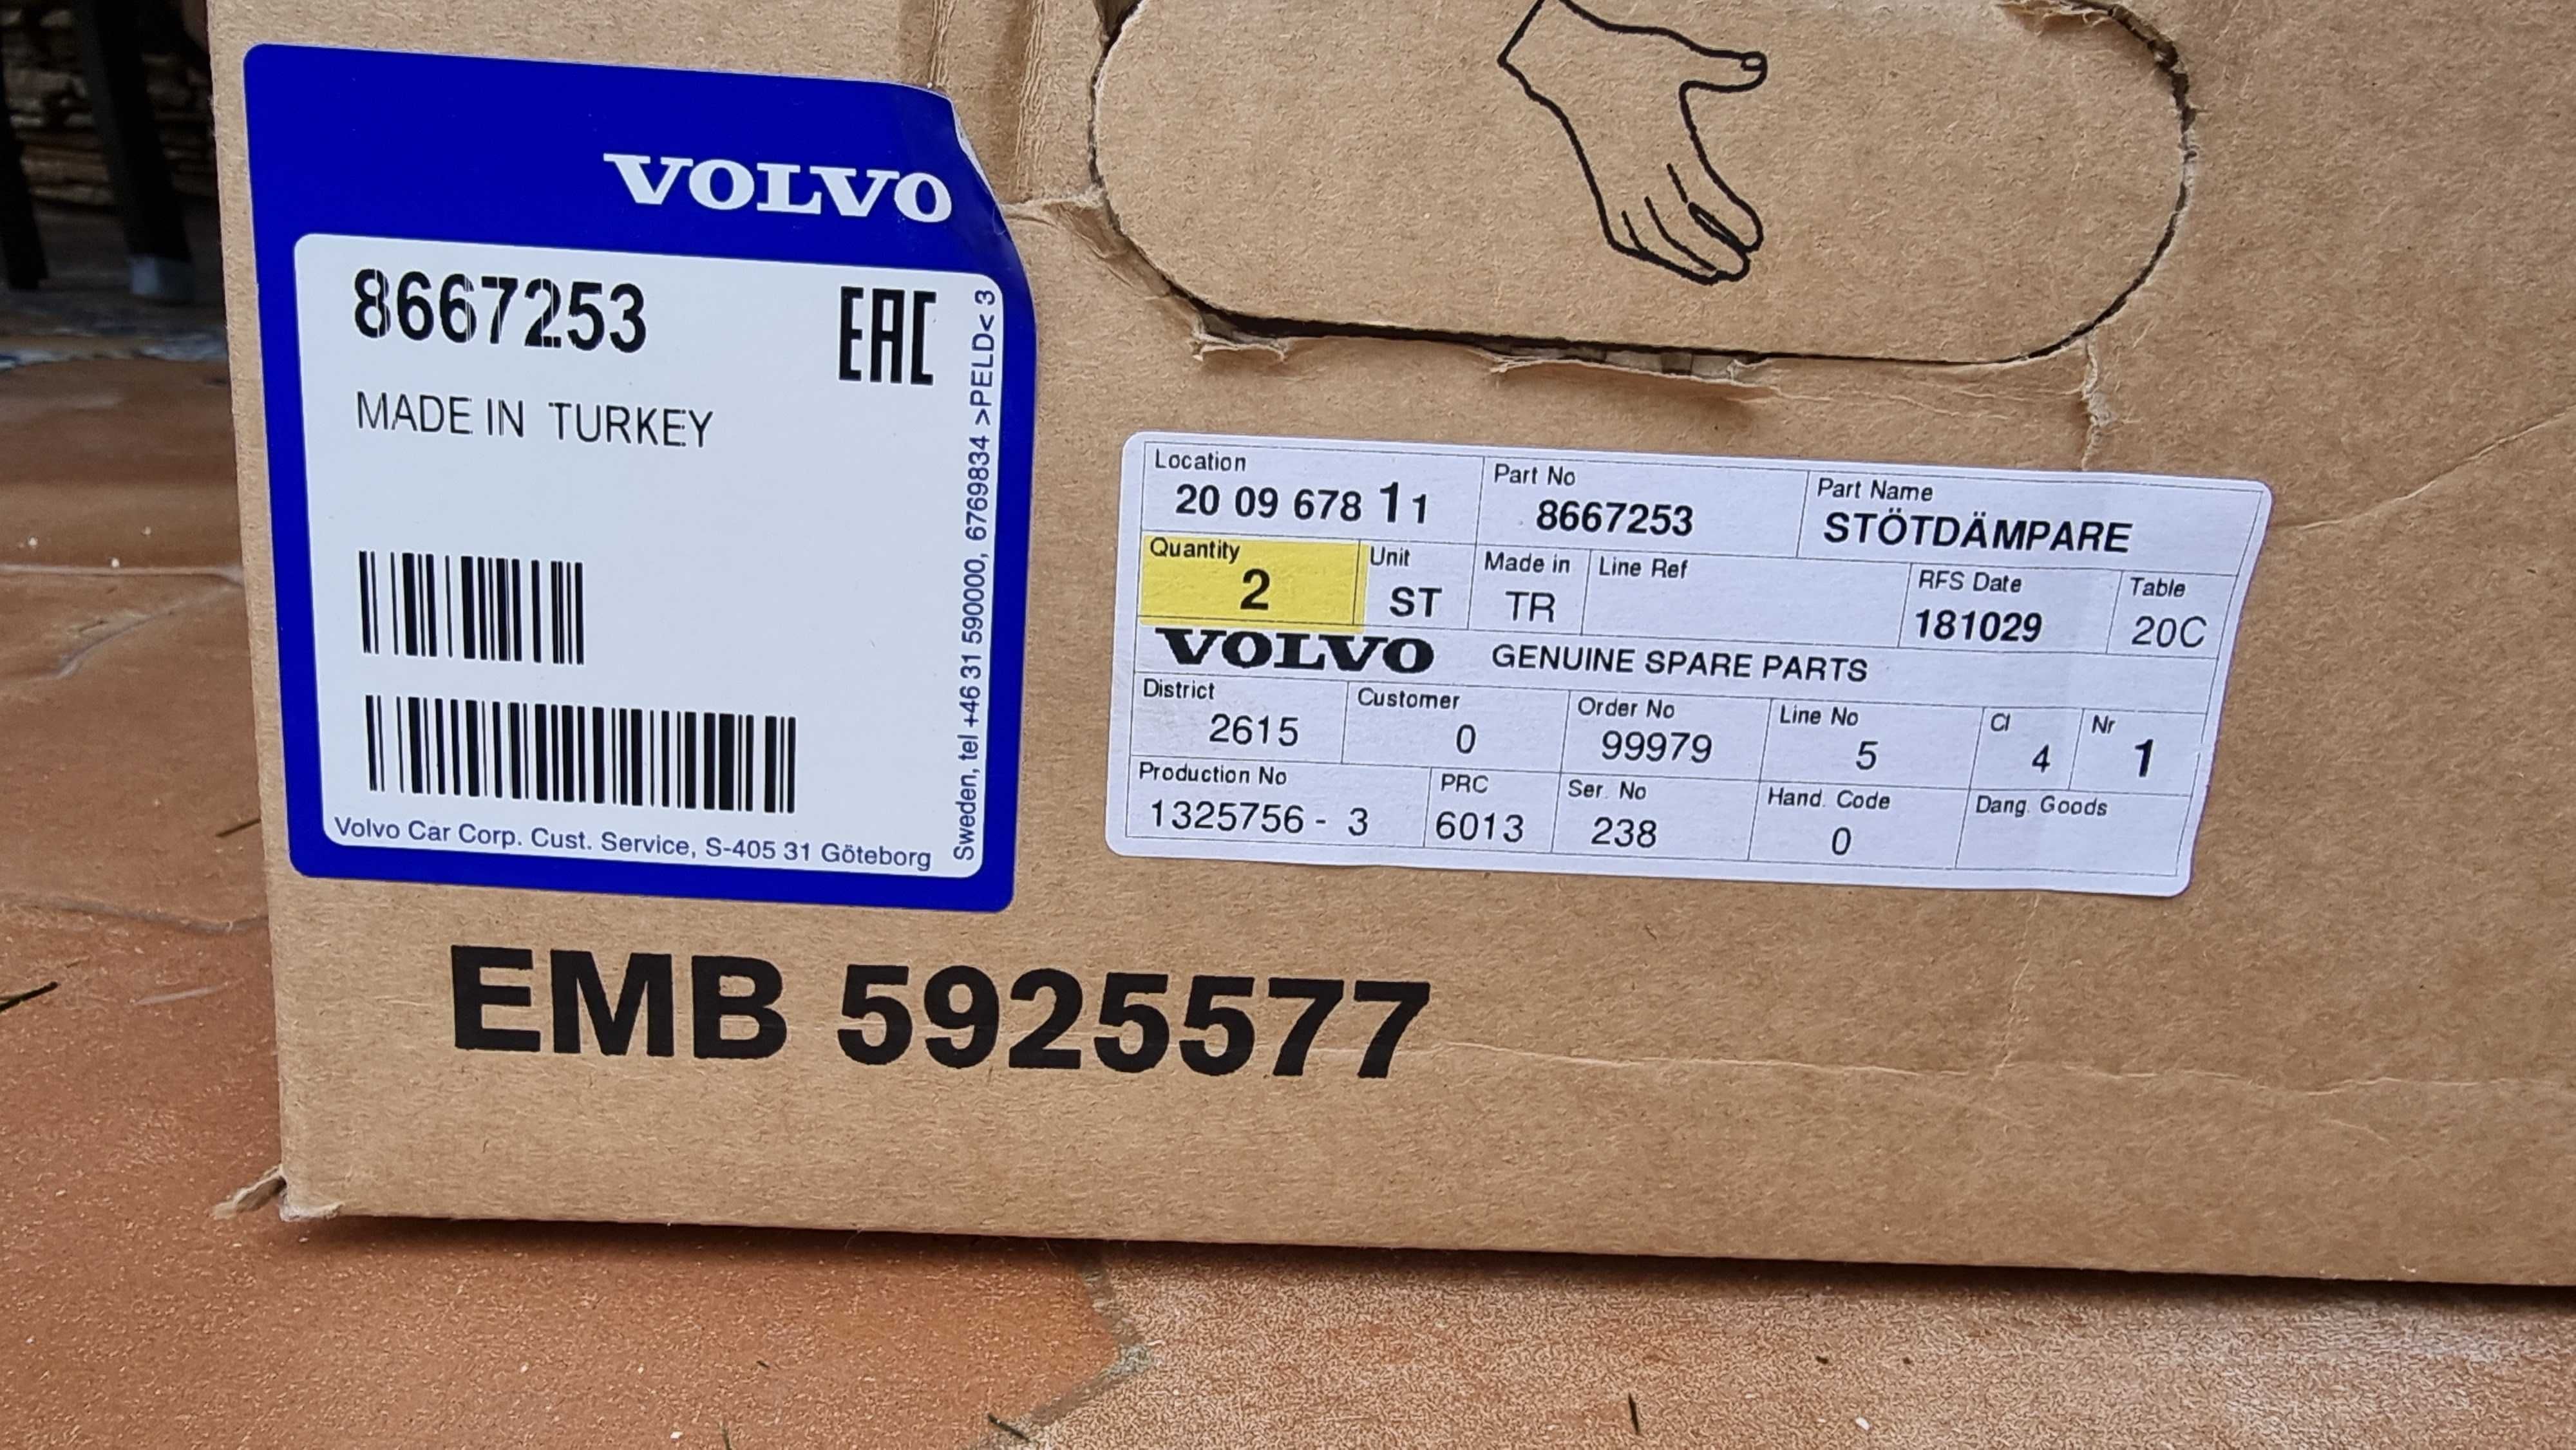 VOLVO
8667253
EAC
MADE IN TURKEY
Volvo Car Corp. Cust. Service, S-405 31 Göteborg
Sweden, tel +46 31 590000, 6769834 >PELD< 3
Location
20 09 678 11
Part No
8667253
Part Name
STÖTDÄMPARE
Quantity
2
Unit
ST
Made in
TR
Line Ref
RFS Date
181029
Table
20C
VOLVO GENUINE SPARE PARTS
District
2615
Customer
0
Order No
99979
Line No
5
Cl
4
Nr
1
Production No
1325756 - 3
PRC
6013
Ser. No
238
Hand. Code
0
Dang. Goods
EMB 5925577